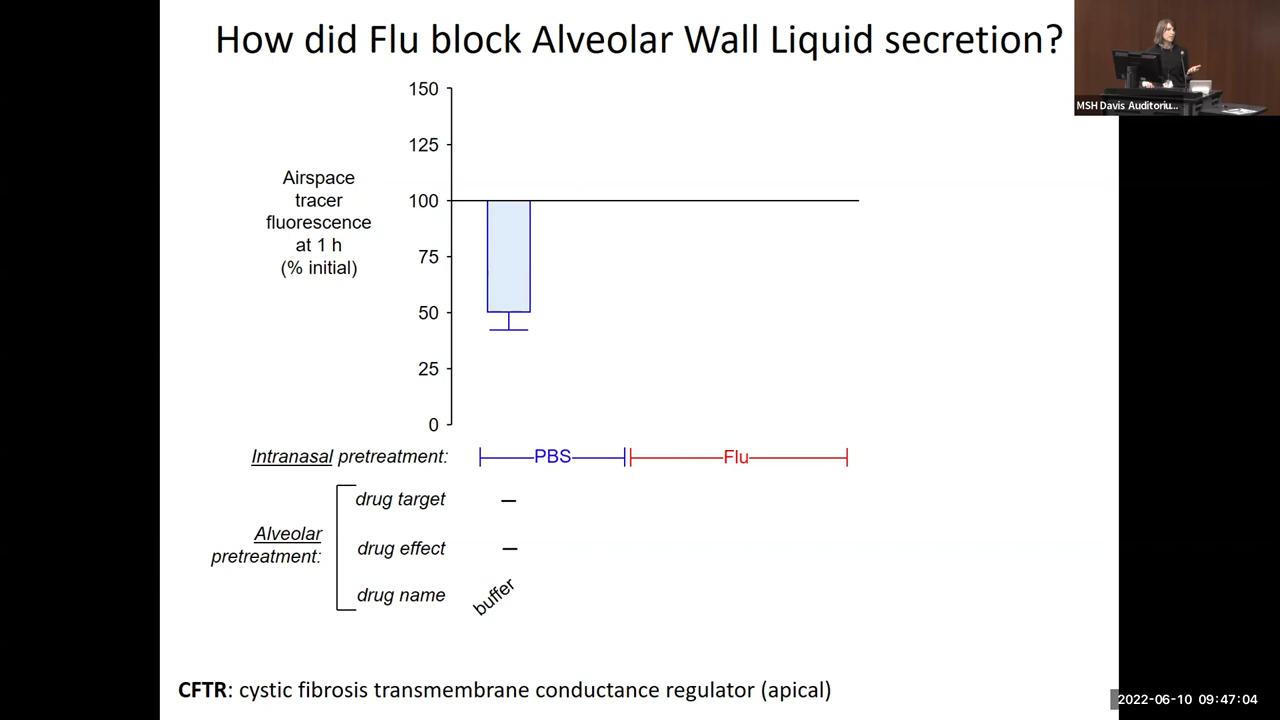 How did Flu block Alveolar Wall Liquid secretion?
MSH Davis Auditoriu...
150
125
100
75
50
25
0
Airspace
tracer
fluorescence
at 1 h
(% initial)
Intranasal pretreatment:
PBS
Flu
Alveolar
pretreatment:
drug target
–
drug effect
–
drug name
buffer
CFTR: cystic fibrosis transmembrane conductance regulator (apical)
2022-06-10 09:47:04